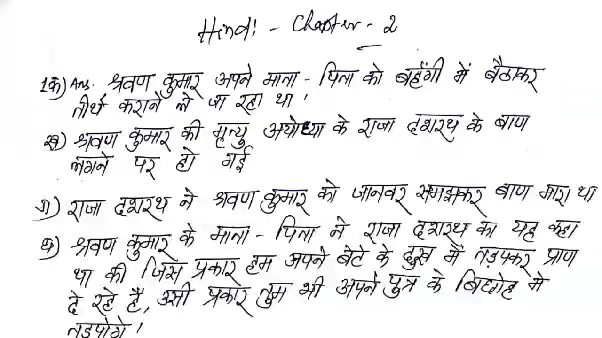 Hindi - Chapter - 2
1क) Ans. श्रवण कुमार अपने माता - पिता को बहँगी में बैठाकर
तीर्थ कराने ले जा रहा था।
ख) श्रवण कुमार की मृत्यु अयोध्या के राजा दशरथ के बाण
लगने पर हो गई
ग) राजा दशरथ ने श्रवण कुमार को जानवर समझकर बाण मारा था
घ) श्रवण कुमार के माता - पिता ने राजा दशरथ को यह कहा
था की जिस प्रकार हम अपने बेटे के दुख में तड़पकर प्राण
दे रहे है, उसी प्रकार तुम भी अपने पुत्र के बिछोह मे
तड़पोगे।